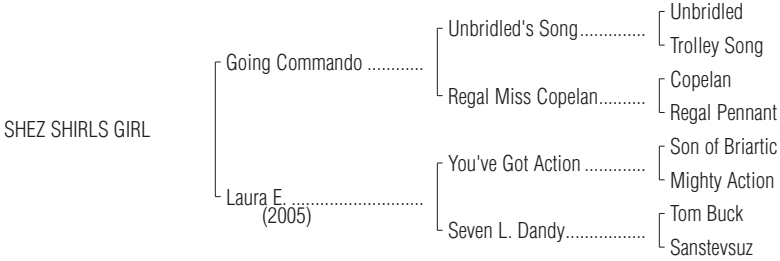 Unbridled
Unbridled's Song..............
Trolley Song
Going Commando ............
Copelan
Regal Miss Copelan..........
Regal Pennant
SHEZ SHIRLS GIRL
Son of Briartic
You've Got Action .............
Mighty Action
Laura E. ............................
(2005)
Tom Buck
Seven L. Dandy.................
Sanstevsuz